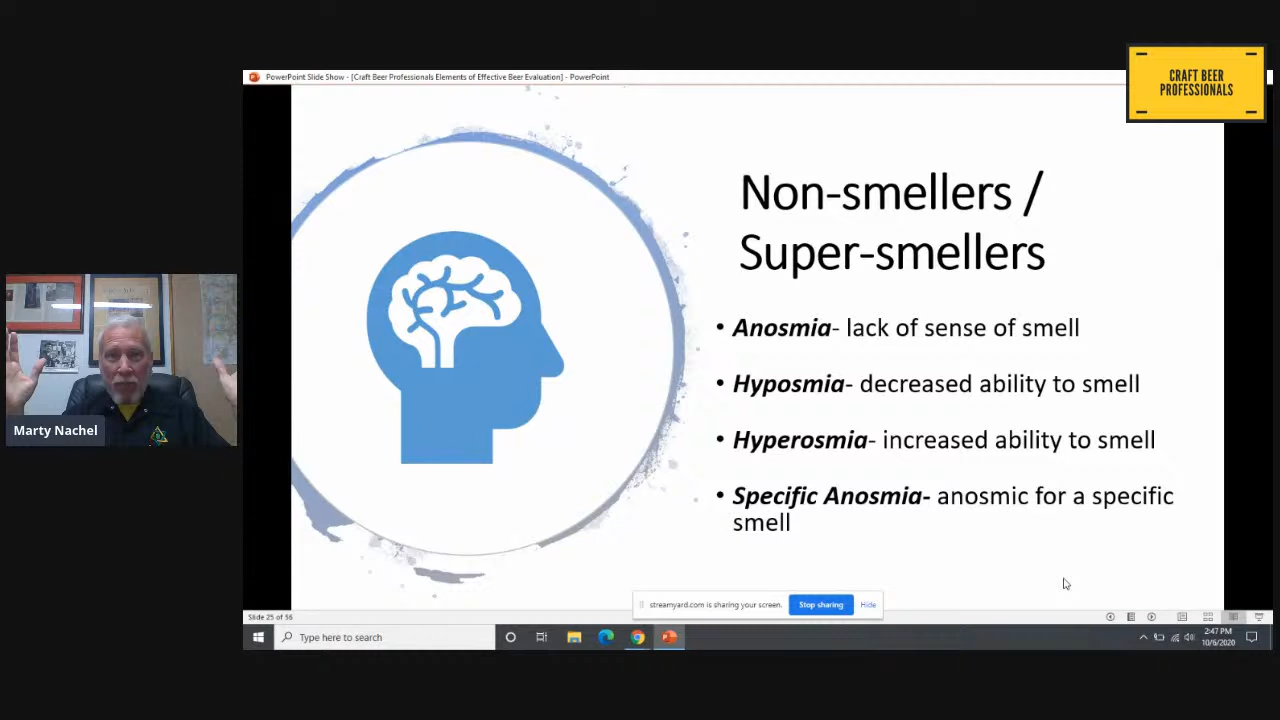 PowerPoint Slide Show - [Craft Beer Professionals Elements of Effective Beer Evaluation] - PowerPoint
CRAFT BEER
PROFESSIONALS
Non-smellers /
Super-smellers
• Anosmia- lack of sense of smell
• Hyposmia- decreased ability to smell
• Hyperosmia- increased ability to smell
• Specific Anosmia- anosmic for a specific
smell
Marty Nachel
streamyard.com is sharing your screen.
Stop sharing
Hide
Slide 25 of 56
Type here to search
2:47 PM
10/6/2020